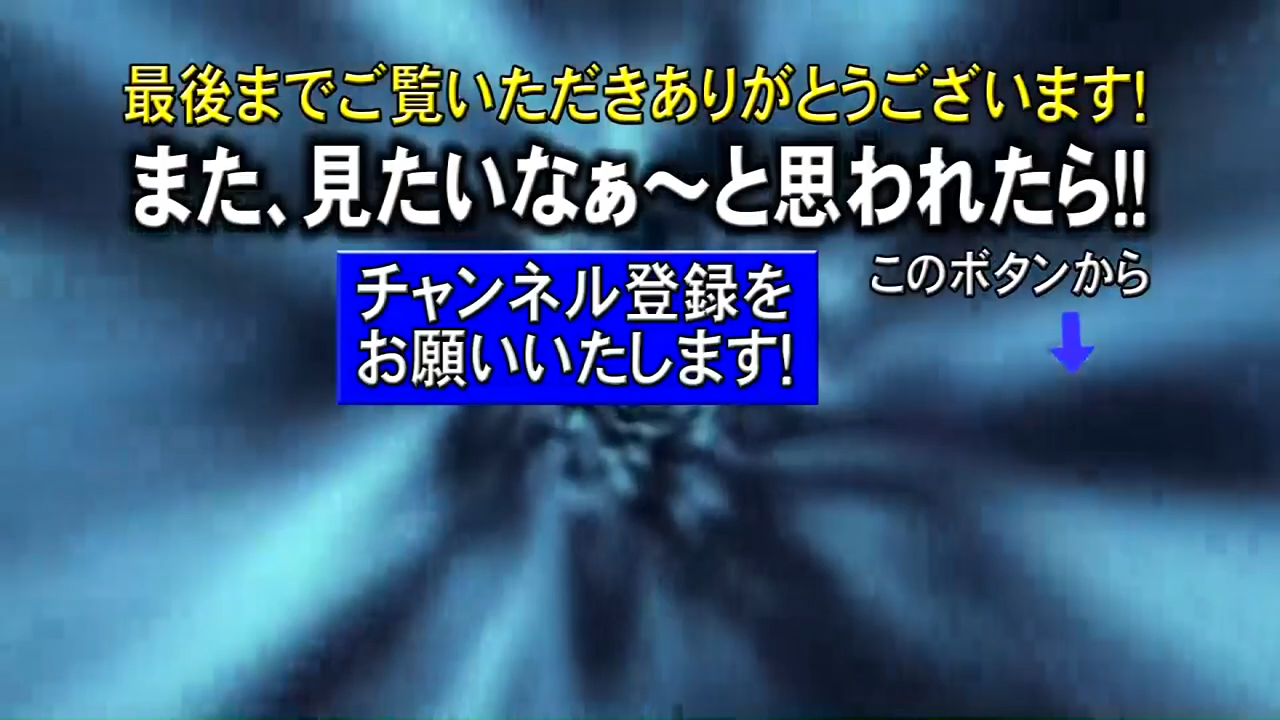 最後までご覧いただきありがとうございます!
また、見たいなぁ～と思われたら!!
このボタンから
チャンネル登録を
お願いいたします!